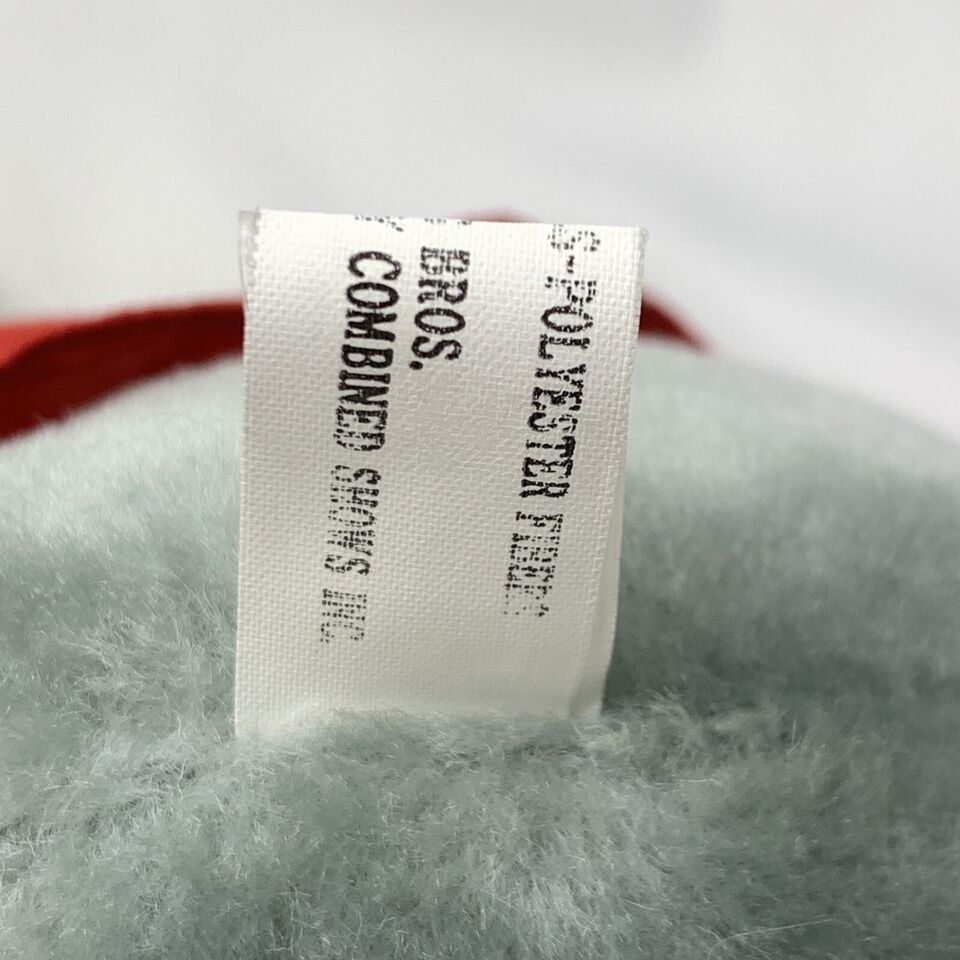 S-POLYESTER FIBER
BROS.
COMBINED SHOWS INC.